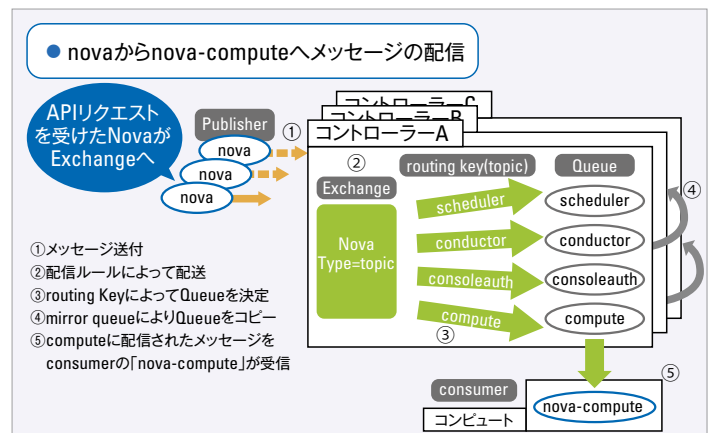 ● novaからnova-computeへメッセージの配信
APIリクエスト
を受けたNovaが
Exchangeへ
Publisher
nova
nova
nova
①
コントローラーC
コントローラーB
コントローラーA
②
Exchange
Nova
Type=topic
routing key(topic)
scheduler
conductor
consoleauth
compute
③
Queue
scheduler
conductor
consoleauth
compute
④
①メッセージ送付
②配信ルールによって配送
③routing KeyによってQueueを決定
④mirror queueによりQueueをコピー
⑤computeに配信されたメッセージを
consumerの「nova-compute」が受信
⑤
consumer
コンピュート
nova-compute